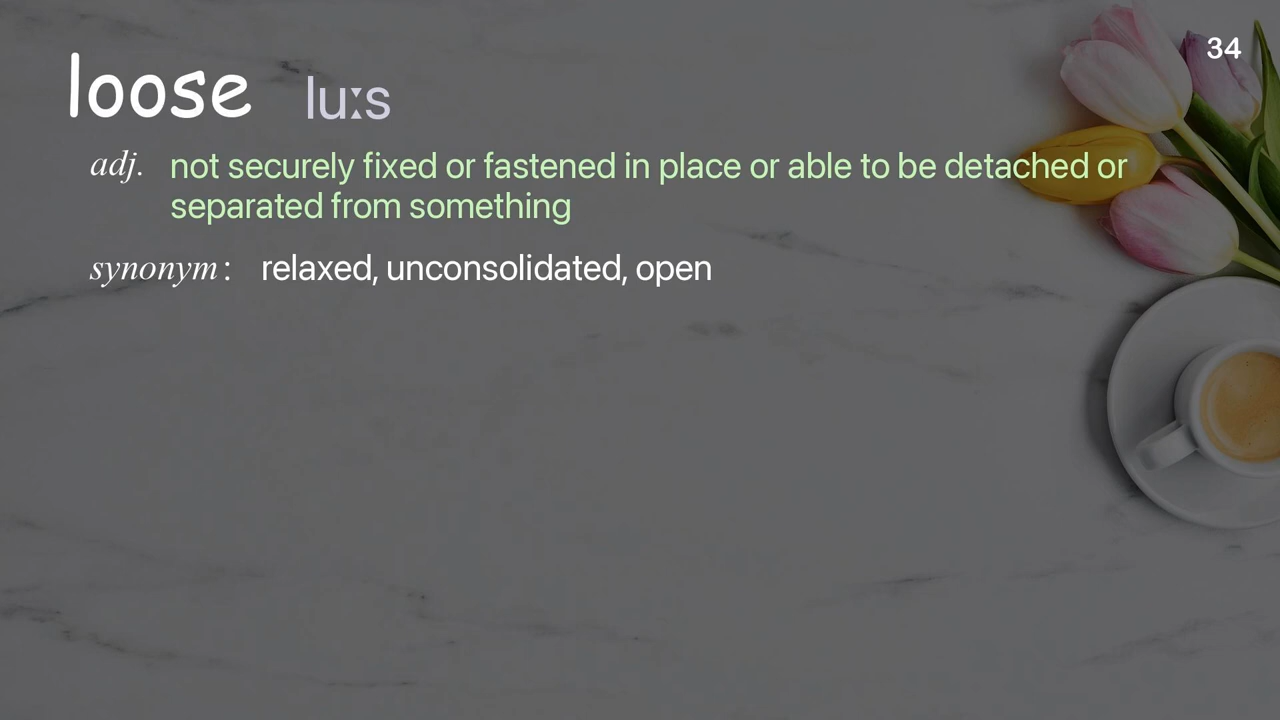 34
loose luːs
adj. not securely fixed or fastened in place or able to be detached or
separated from something
synonym: relaxed, unconsolidated, open